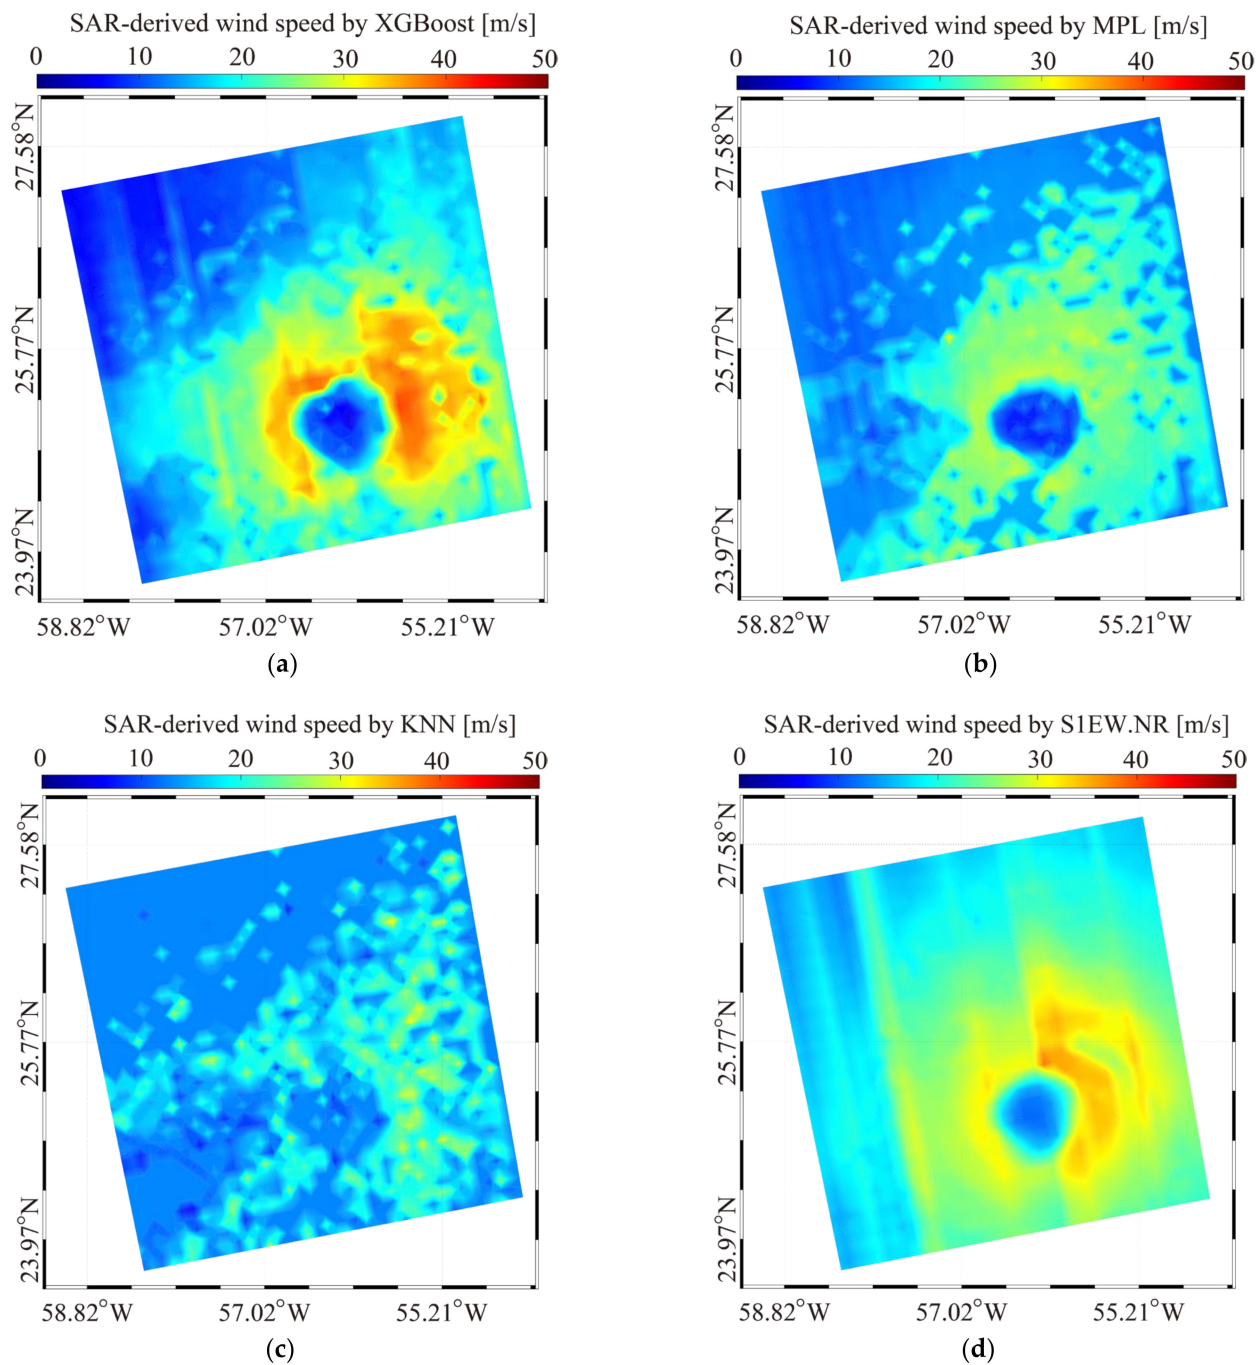 SAR-derived wind speed by XGBoost [m/s]
0 10 20 30 40 50
27.58°N
25.77°N
23.97°N
58.82°W 57.02°W 55.21°W
(a)
SAR-derived wind speed by MPL [m/s]
0 10 20 30 40 50
27.58°N
25.77°N
23.97°N
58.82°W 57.02°W 55.21°W
(b)
SAR-derived wind speed by KNN [m/s]
0 10 20 30 40 50
27.58°N
25.77°N
23.97°N
58.82°W 57.02°W 55.21°W
(c)
SAR-derived wind speed by S1EW.NR [m/s]
0 10 20 30 40 50
27.58°N
25.77°N
23.97°N
58.82°W 57.02°W 55.21°W
(d)